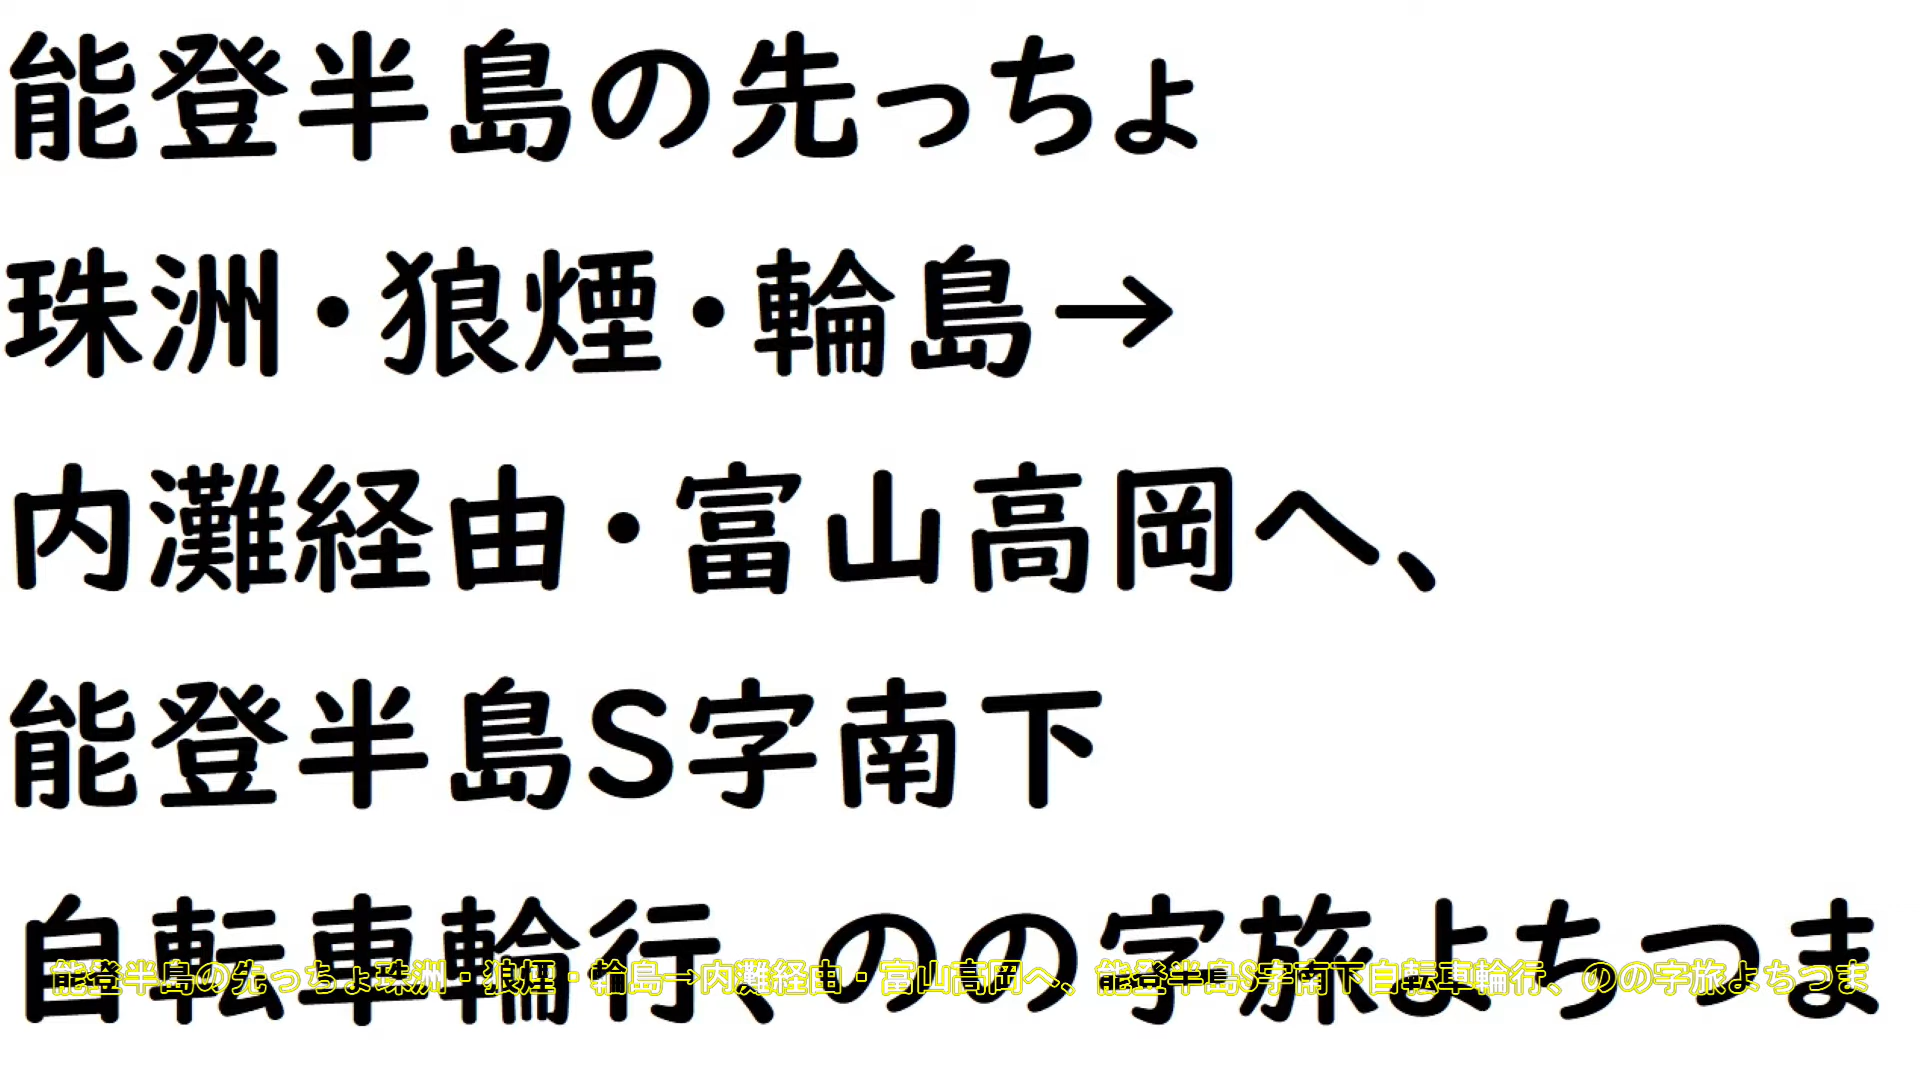 能登半島の先っちょ
珠洲・狼煙・輪島→
内灘経由・富山高岡へ、
能登半島S字南下
自転車輪行、のの字旅よちつま
能登半島の先っちょ珠洲・狼煙・輪島→内灘経由・富山高岡へ、能登半島S字南下自転車輪行、のの字旅よちつま